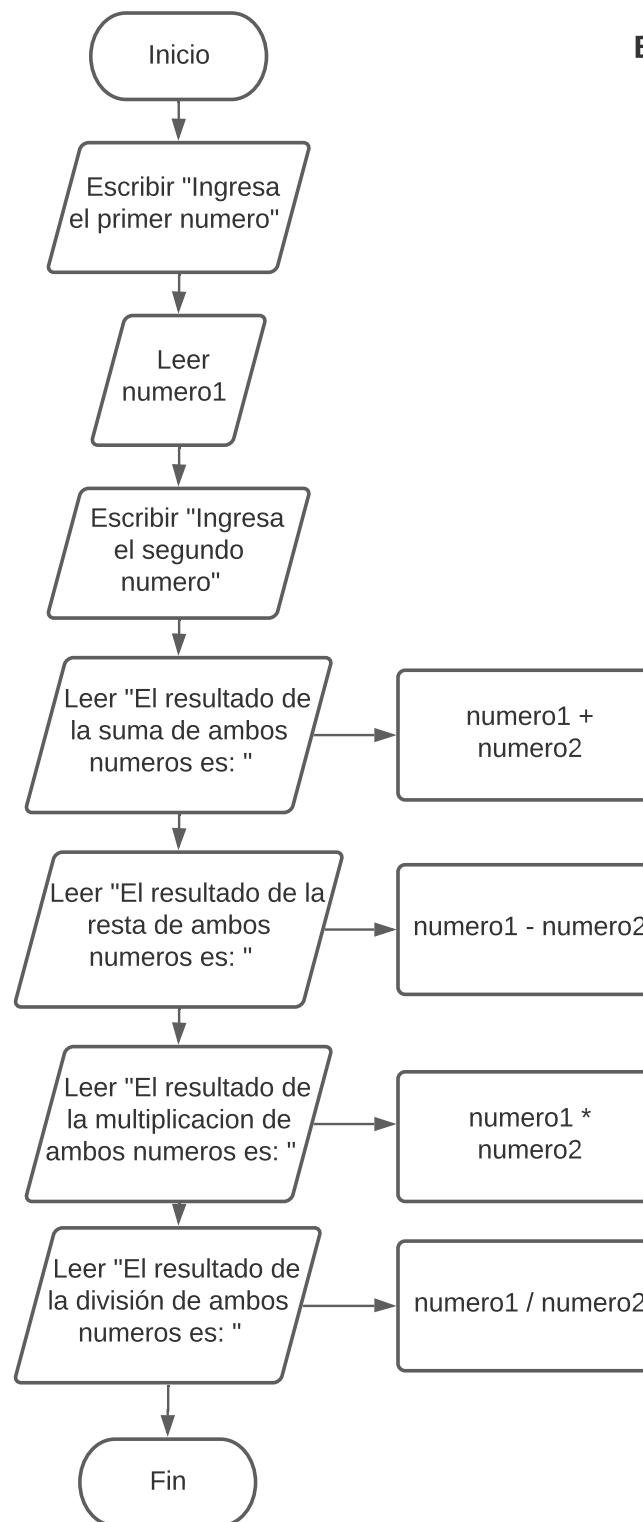 Inicio
Escribir "Ingresa
el primer numero"
Leer
numero1
Escribir "Ingresa
el segundo
numero"
Leer "El resultado de
la suma de ambos
numeros es: "
numero1 +
numero2
Leer "El resultado de la
resta de ambos
numeros es: "
numero1 - numero2
Leer "El resultado de
la multiplicacion de
ambos numeros es: "
numero1 *
numero2
Leer "El resultado de
la división de ambos
numeros es: "
numero1 / numero2
Fin